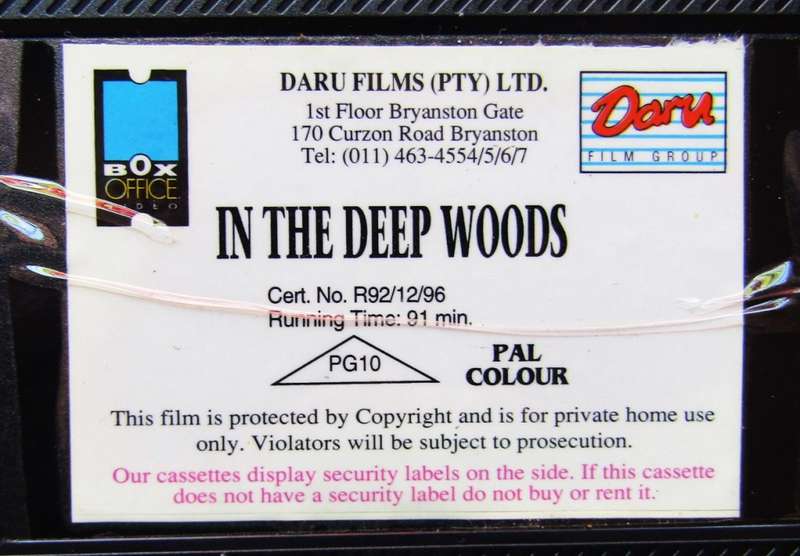 BOX
OFFICE
VIDEO
DARU FILMS (PTY) LTD.
1st Floor Bryanston Gate
170 Curzon Road Bryanston
Tel: (011) 463-4554/5/6/7
Daru
FILM GROUP
IN THE DEEP WOODS
Cert. No. R92/12/96
Running Time: 91 min.
PG10
PAL
COLOUR
This film is protected by Copyright and is for private home use
only. Violators will be subject to prosecution.
Our cassettes display security labels on the side. If this cassette
does not have a security label do not buy or rent it.